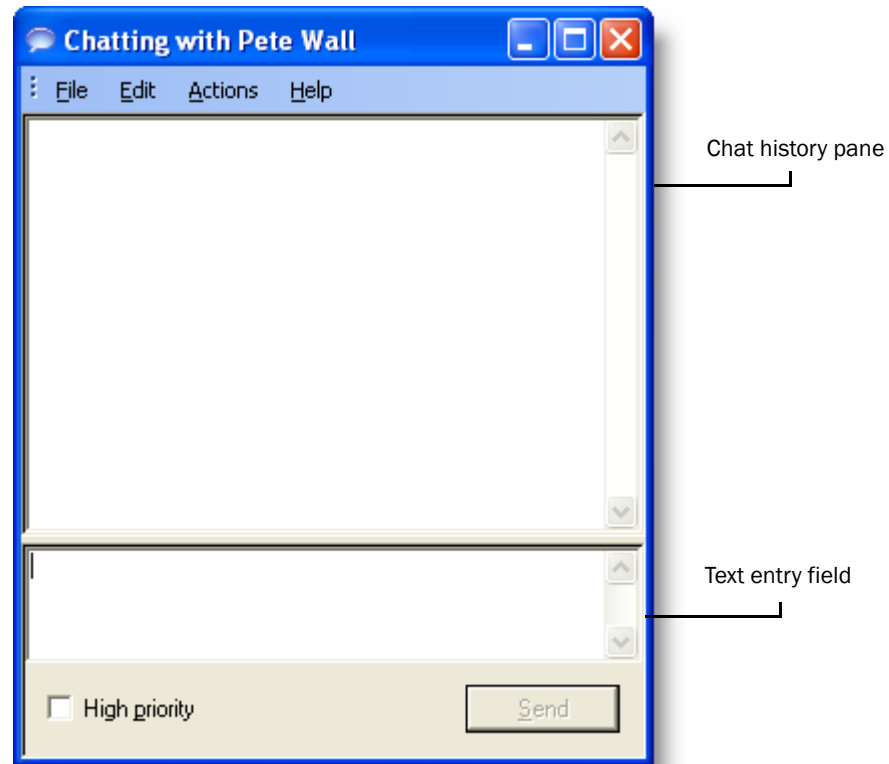 Chatting with Pete Wall
File Edit Actions Help
Chat history pane
Text entry field
High priority
Send